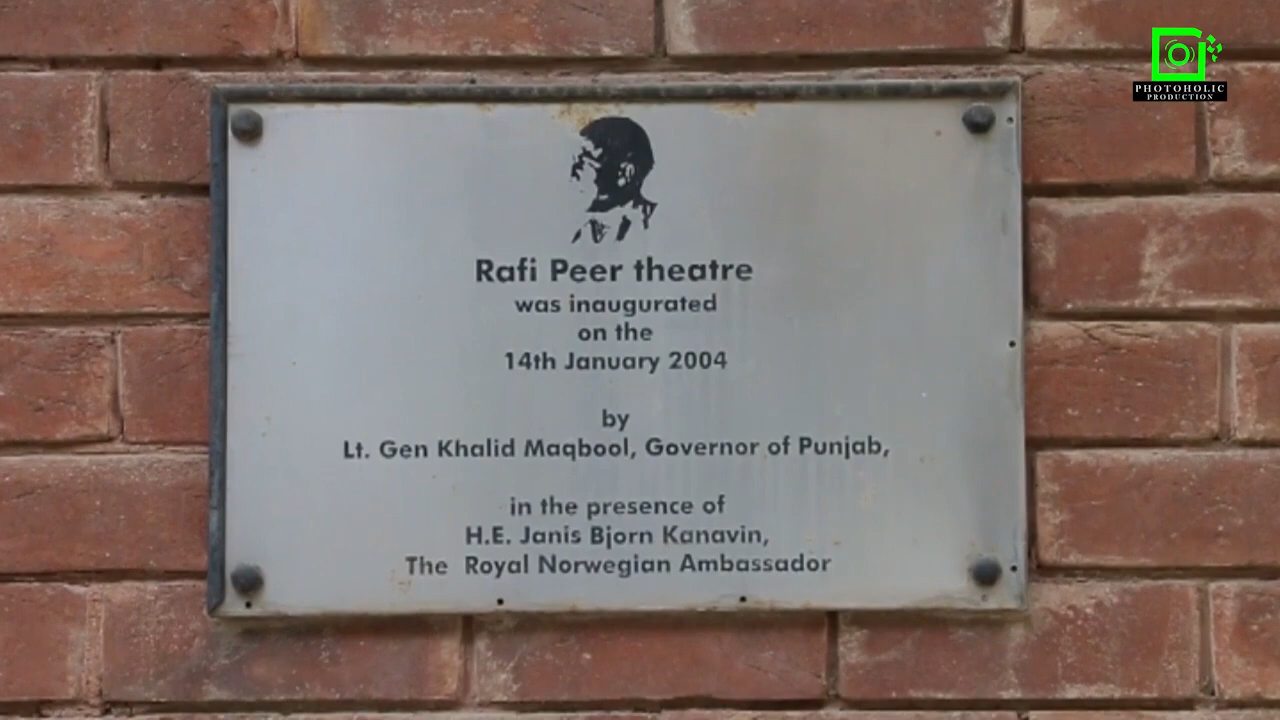 PHOTOHOLIC
PRODUCTION
Rafi Peer theatre
was inaugurated
on the
14th January 2004
by
Lt. Gen Khalid Maqbool, Governor of Punjab,
in the presence of
H.E. Janis Bjorn Kanavin,
The Royal Norwegian Ambassador